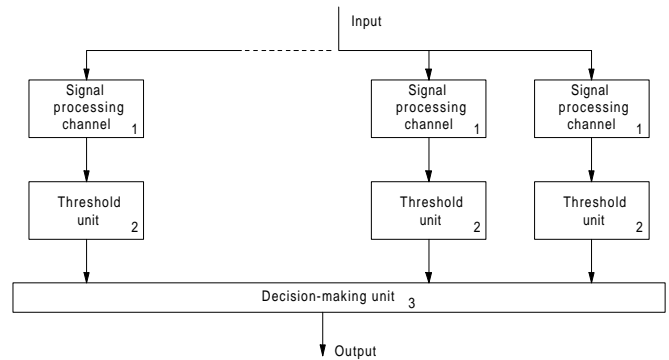 Input
Signal
processing
channel 1
Signal
processing
channel 1
Signal
processing
channel 1
Threshold
unit 2
Threshold
unit 2
Threshold
unit 2
Decision-making unit 3
Output